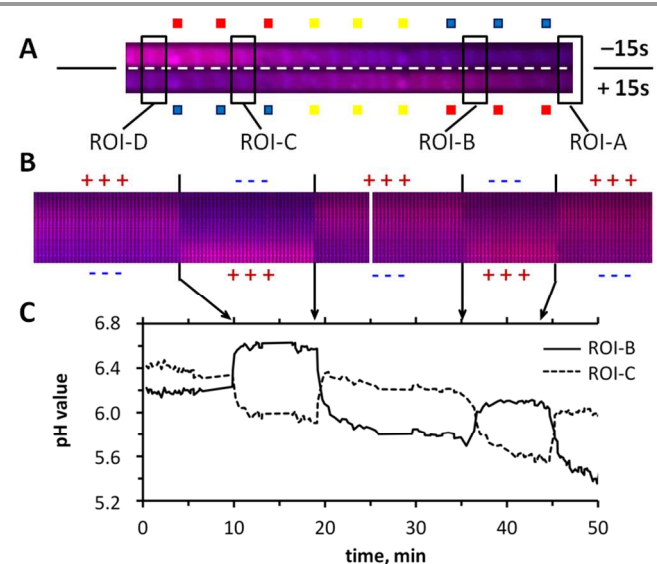 A
−15s
+ 15s
ROI-D
ROI-C
ROI-B
ROI-A
B
+ + + - - - + + + - - - + + +
- - - + + + - - - + + + - - -
C
6.8
6.4
6.0
5.6
5.2
pH value
ROI-B
ROI-C
0 10 20 30 40 50
time, min